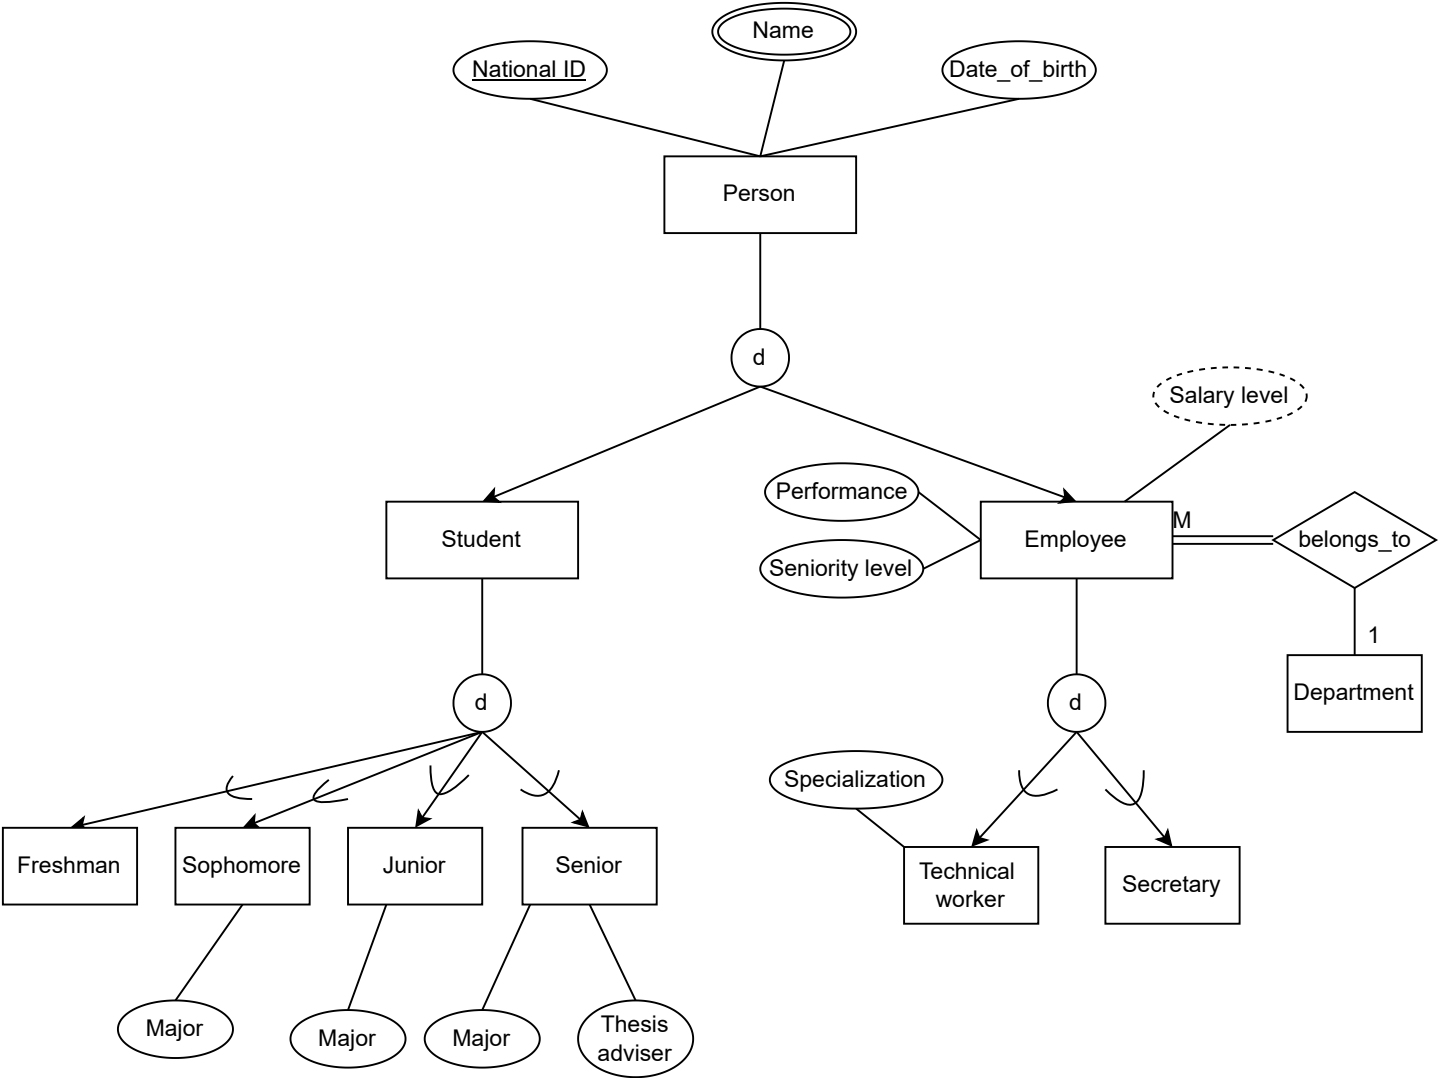 Name
National ID
Date_of_birth
Person
d
Salary level
Performance
Seniority level
Student
Employee
M
belongs_to
1
Department
d
d
Specialization
Freshman
Sophomore
Junior
Senior
Technical
worker
Secretary
Major
Major
Major
Thesis
adviser